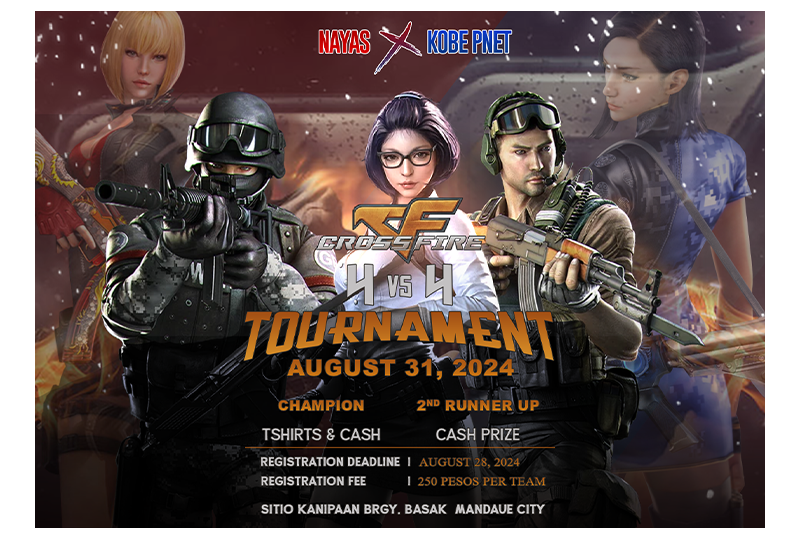 NAYAS X KOBE PNET
CF
CROSSFIRE
4 VS 4
TOURNAMENT
AUGUST 31, 2024
CHAMPION 2ND RUNNER UP
TSHIRTS & CASH CASH PRIZE
REGISTRATION DEADLINE | AUGUST 28, 2024
REGISTRATION FEE | 250 PESOS PER TEAM
SITIO KANIPAAN BRGY. BASAK MANDAUE CITY